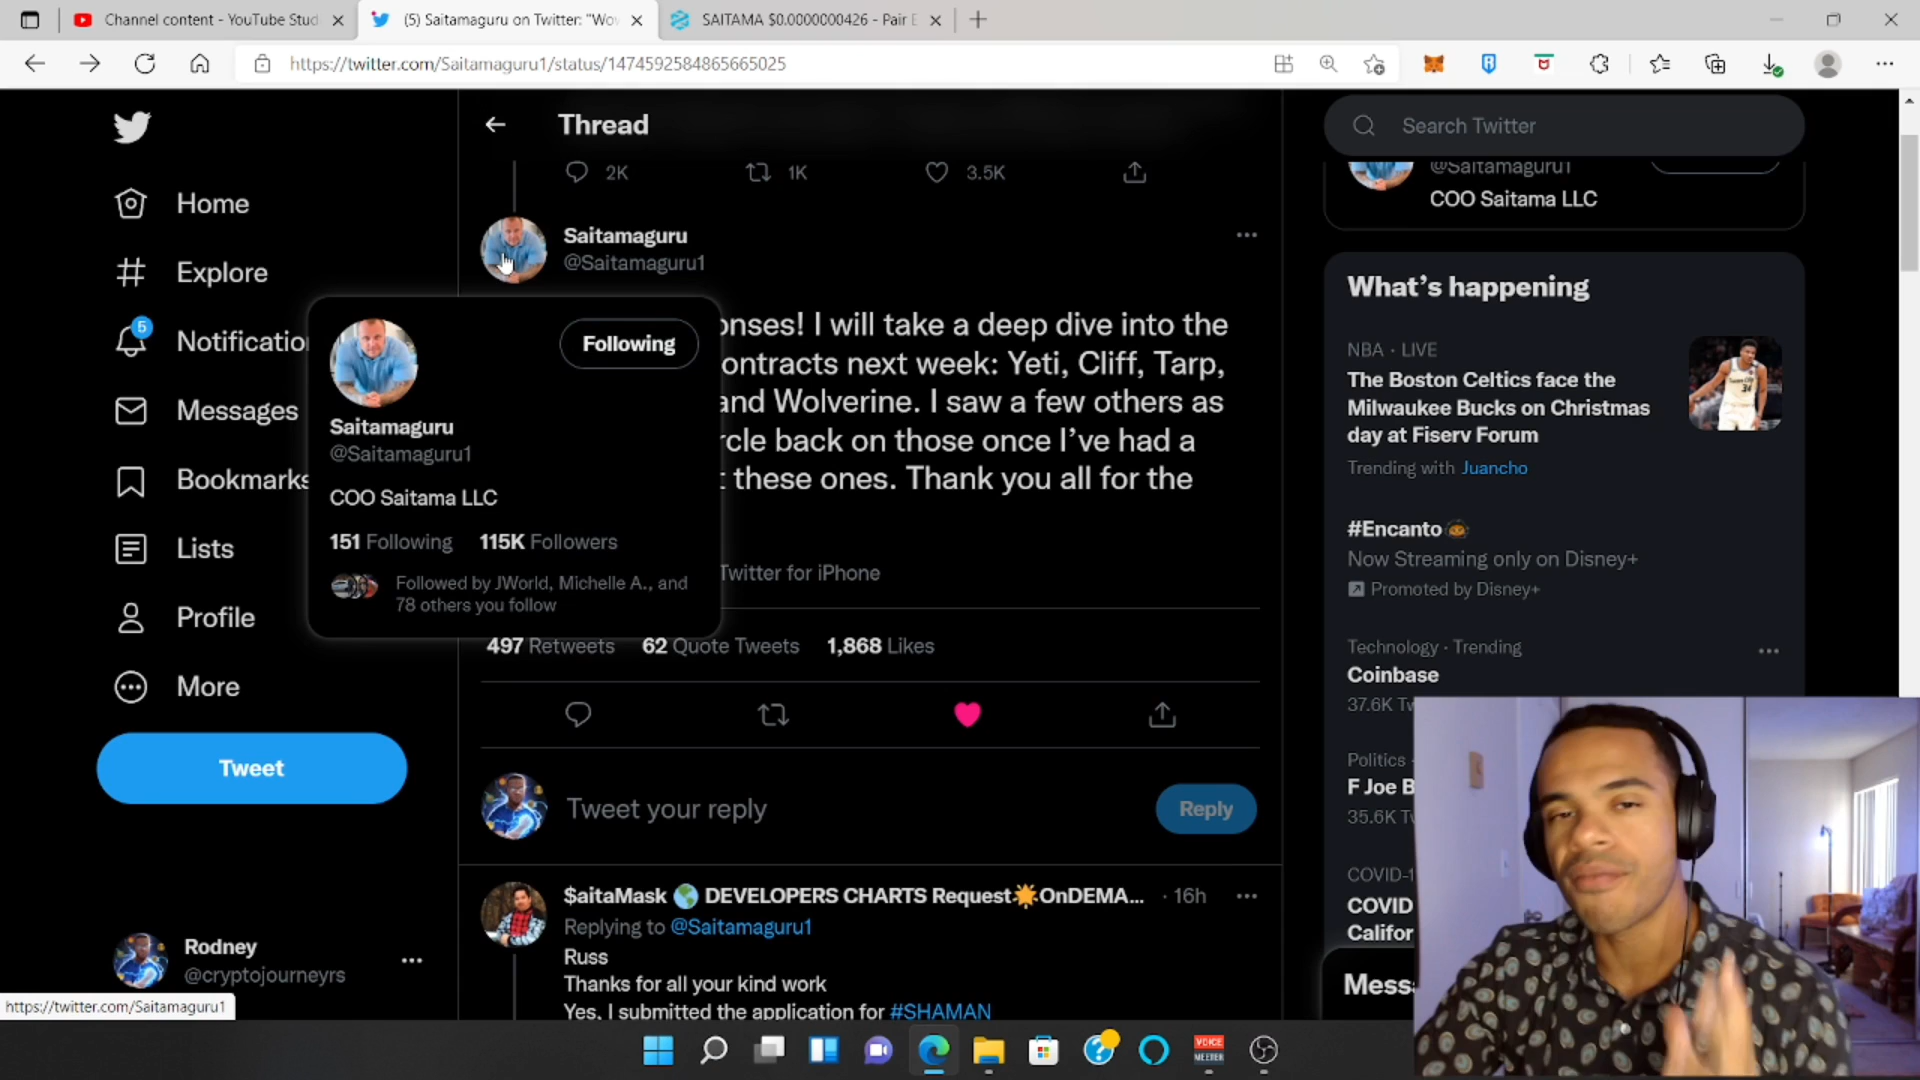 Channel content - YouTube Stud
(5) Saitamaguru on Twitter: "Wo
SAITAMA $0.0000000426 - Pair E
https://twitter.com/Saitamaguru1/status/1474592584865665025
Thread
Search Twitter
2K
1K
3.5K
@Saitamaguru1
COO Saitama LLC
Home
Saitamaguru
@Saitamaguru1
Explore
5
Notificatio
Messages
Bookmarks
Lists
Profile
More
Tweet
Following
Saitamaguru
@Saitamaguru1
COO Saitama LLC
151 Following 115K Followers
Followed by JWorld, Michelle A., and
78 others you follow
onses! I will take a deep dive into the
ontracts next week: Yeti, Cliff, Tarp,
and Wolverine. I saw a few others as
rcle back on those once I've had a
t these ones. Thank you all for the
Twitter for iPhone
497 Retweets 62 Quote Tweets 1,868 Likes
Tweet your reply
Reply
$aitaMask 🌎 DEVELOPERS CHARTS Request🌟OnDEMA... · 16h
Replying to @Saitamaguru1
Russ
Thanks for all your kind work
Yes, I submitted the application for #SHAMAN
What's happening
NBA · LIVE
The Boston Celtics face the
Milwaukee Bucks on Christmas
day at Fiserv Forum
Trending with Juancho
#Encanto
Now Streaming only on Disney+
Promoted by Disney+
Technology · Trending
Coinbase
37.6K Tw
Politics ·
F Joe B
35.6K Tw
COVID-1
COVID
Califor
Mess
Rodney
@cryptojourneyrs
https://twitter.com/Saitamaguru1
VOICE
MEETER